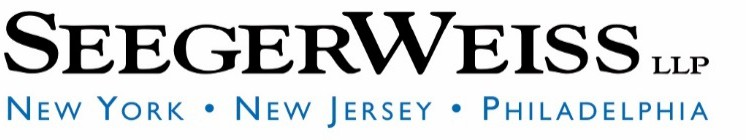 SEEGERWEISS LLP
NEW YORK • NEW JERSEY • PHILADELPHIA